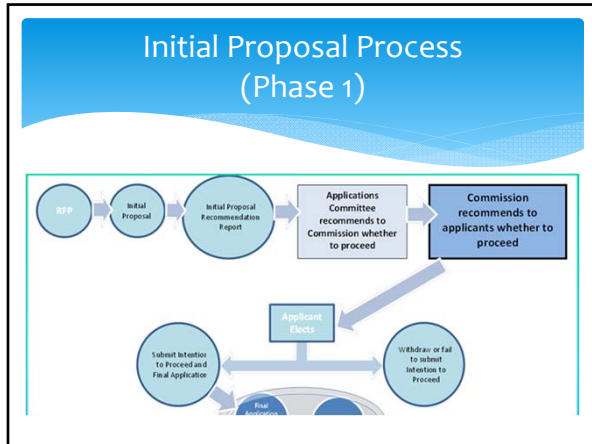 Initial Proposal Process
(Phase 1)
RFP
Initial
Proposal
Initial Proposal
Recommendation
Report
Applications
Committee
recommends to
Commission whether
to proceed
Commission
recommends to
applicants whether to
proceed
Applicant
Elects
Submit Intention
to Proceed and
Final Application
Withdraw or fail
to submit
Intention to
Proceed
Final
Application